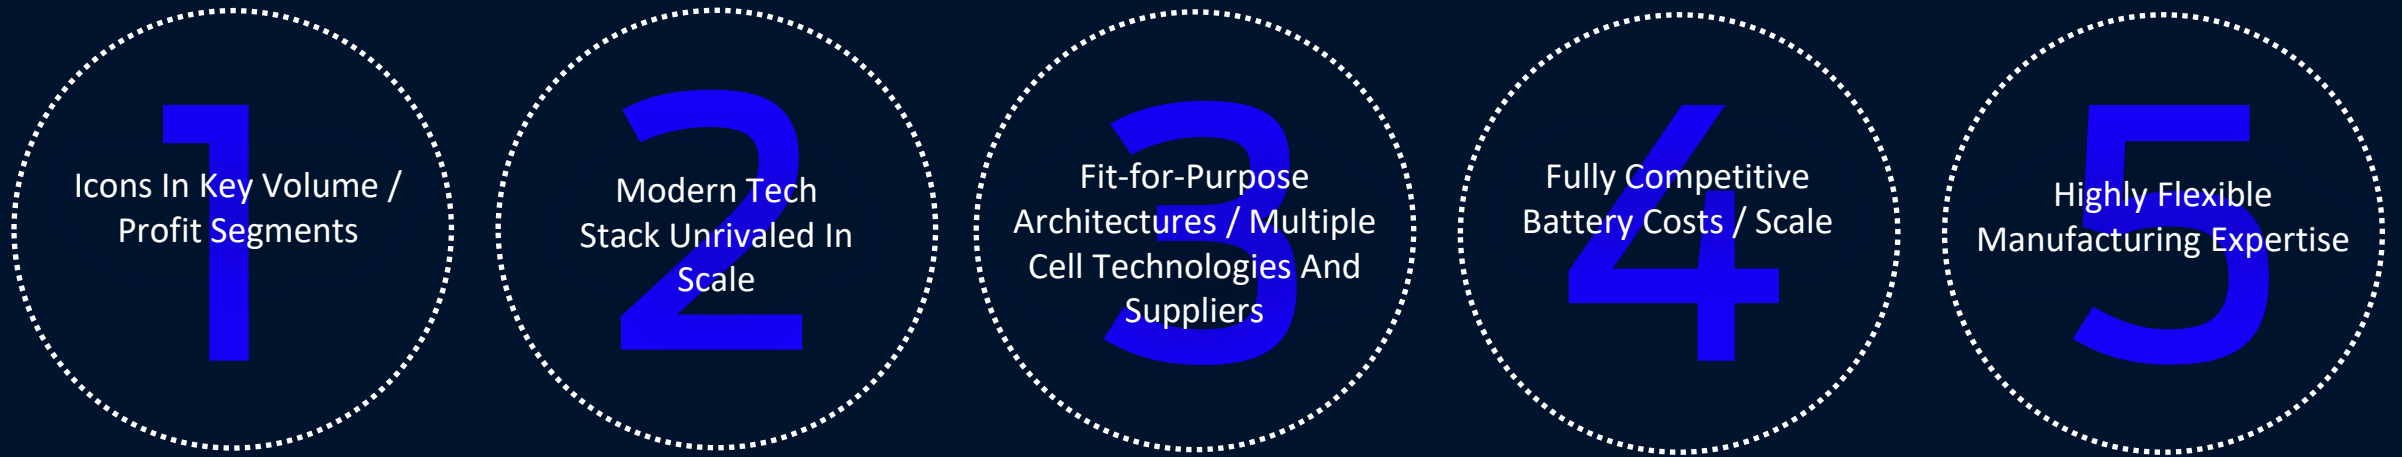 1
Icons In Key Volume /
Profit Segments
2
Modern Tech
Stack Unrivaled In
Scale
3
Fit-for-Purpose
Architectures / Multiple
Cell Technologies And
Suppliers
4
Fully Competitive
Battery Costs / Scale
5
Highly Flexible
Manufacturing Expertise